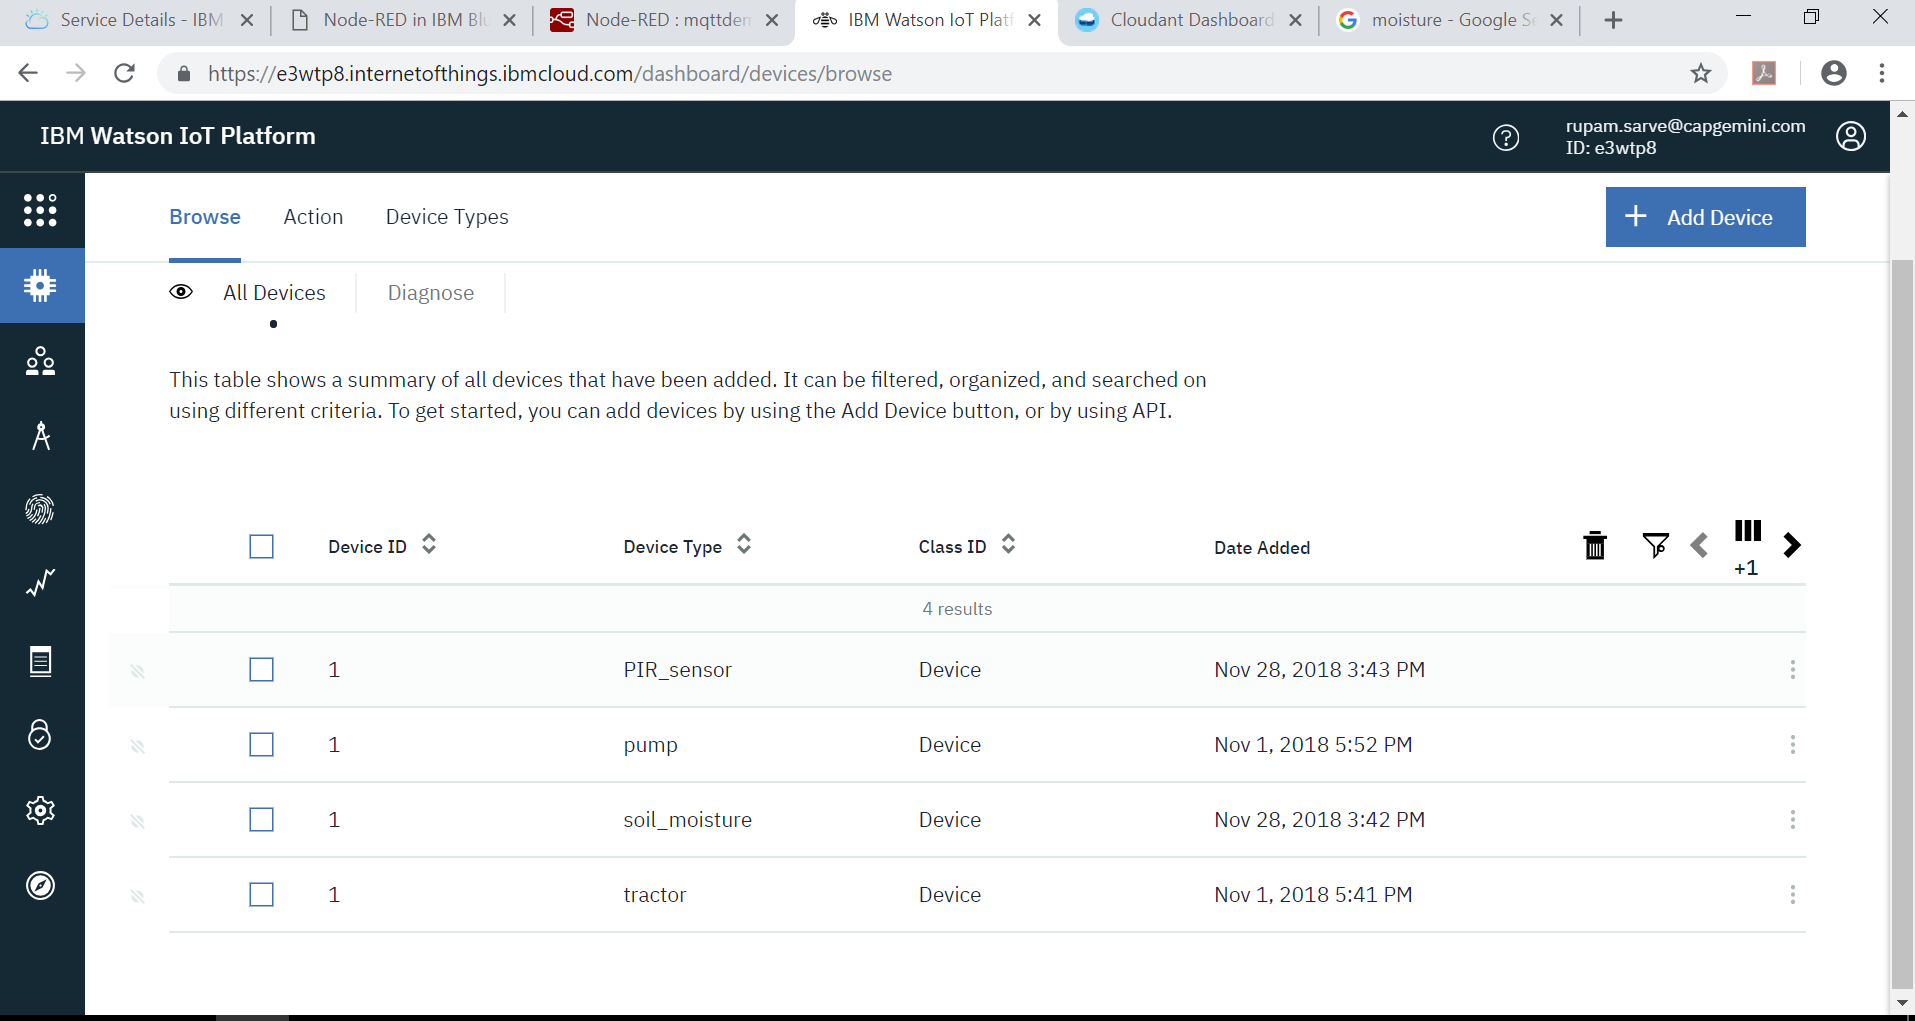 Service Details - IBM
Node-RED in IBM Blu
Node-RED : mqttdem
IBM Watson IoT Platf
Cloudant Dashboard
moisture - Google Se
https://e3wtp8.internetofthings.ibmcloud.com/dashboard/devices/browse
IBM Watson IoT Platform
rupam.sarve@capgemini.com
ID: e3wtp8
Browse Action Device Types
+ Add Device
All Devices Diagnose
This table shows a summary of all devices that have been added. It can be filtered, organized, and searched on
using different criteria. To get started, you can add devices by using the Add Device button, or by using API.
Device ID Device Type Class ID Date Added
+1
4 results
1 PIR_sensor Device Nov 28, 2018 3:43 PM
1 pump Device Nov 1, 2018 5:52 PM
1 soil_moisture Device Nov 28, 2018 3:42 PM
1 tractor Device Nov 1, 2018 5:41 PM